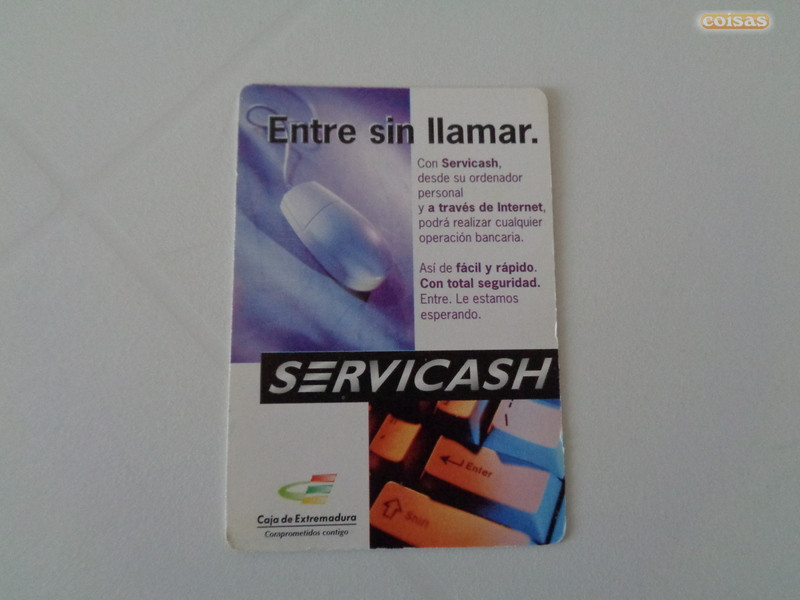 coisas
Entre sin llamar.
Con Servicash,
desde su ordenador
personal
y a través de Internet,
podrá realizar cualquier
operación bancaria.
Así de fácil y rápido.
Con total seguridad.
Entre. Le estamos
esperando.
SERVICASH
Enter
Shift
Caja de Extremadura
Comprometidos contigo